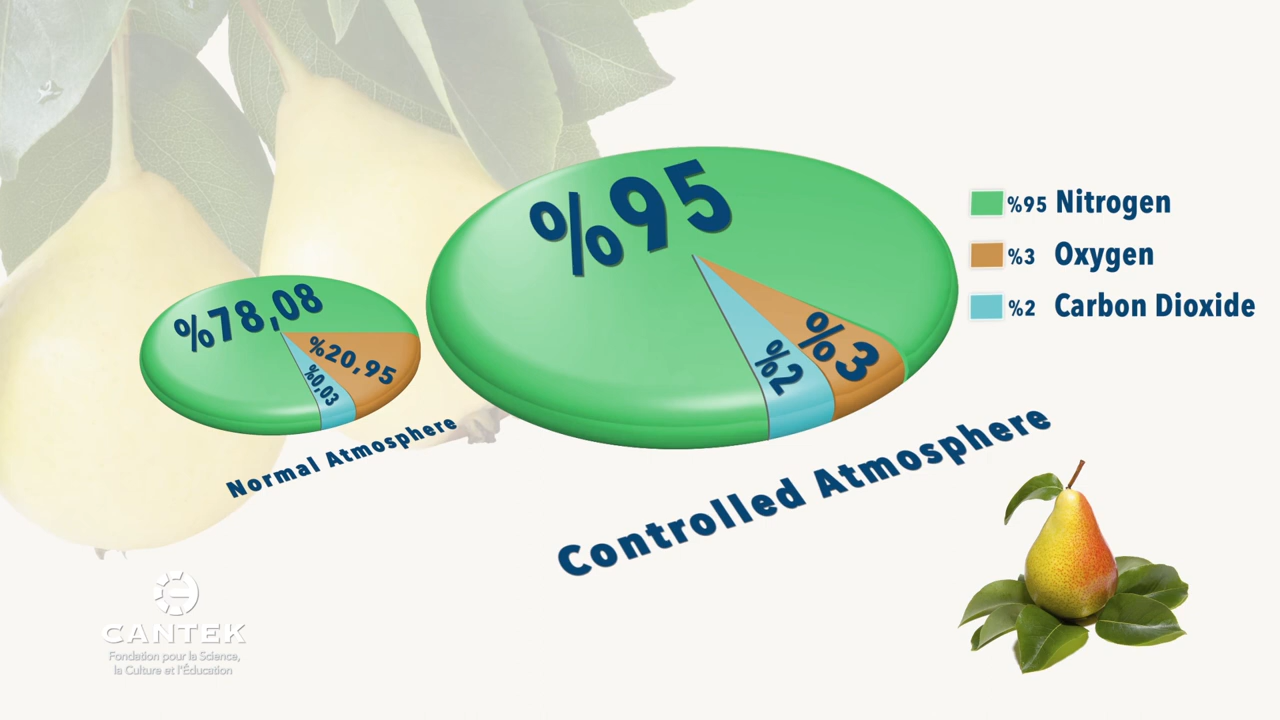 %95
%78,08
%20,95
%0,03
%2
%3
%95 Nitrogen
%3 Oxygen
%2 Carbon Dioxide
Normal Atmosphere
Controlled Atmosphere
CANTEK
Fondation pour la Science,
la Culture et l'Éducation